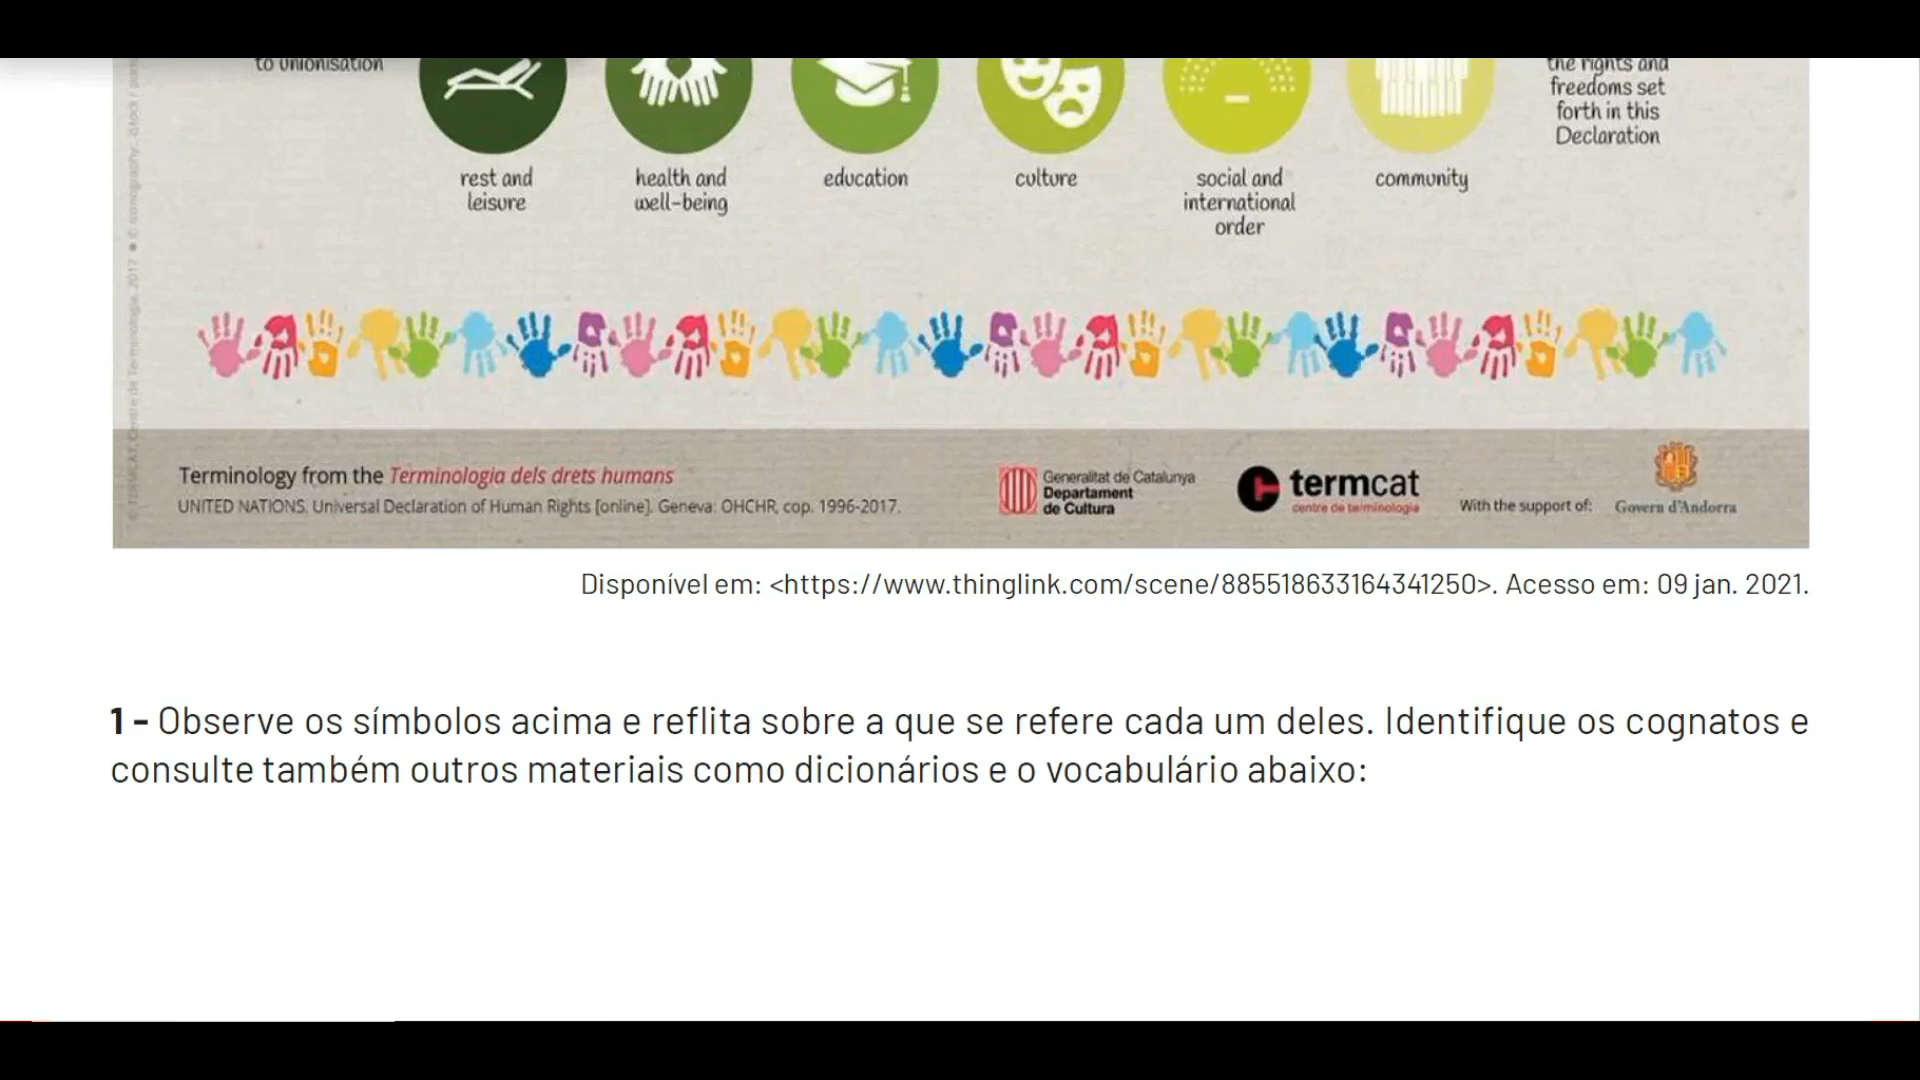 to unionisation
the rights and
freedoms set
forth in this
Declaration
rest and
leisure
health and
well-being
education
culture
social and
international
order
community
© TERMCAT, Centre de Terminologia, 2017
Terminology from the Terminologia dels drets humans
UNITED NATIONS. Universal Declaration of Human Rights [online]. Geneva: OHCHR, cop. 1996-2017.
Generalitat de Catalunya
Departament
de Cultura
termcat
centre de terminologia
With the support of:
Govern d'Andorra
Disponível em: <https://www.thinglink.com/scene/885518633164341250>. Acesso em: 09 jan. 2021.
1 - Observe os símbolos acima e reflita sobre a que se refere cada um deles. Identifique os cognatos e
consulte também outros materiais como dicionários e o vocabulário abaixo: